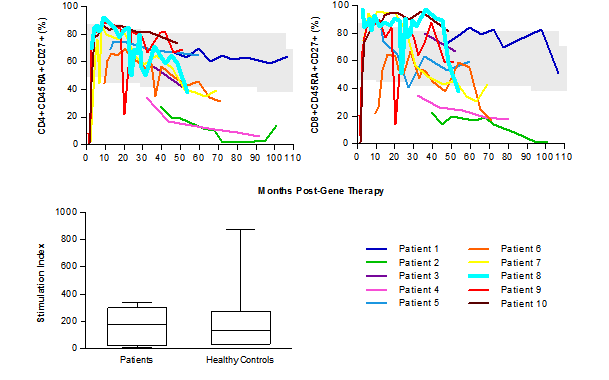 CD4+CD45RA+CD27+ (%)
100
80
60
40
20
0
0 10 20 30 40 50 60 70 80 90 100 110
CD8+CD45RA+CD27+ (%)
100
80
60
40
20
0
0 10 20 30 40 50 60 70 80 90 100 110
Months Post-Gene Therapy
Stimulation Index
1000
800
600
400
200
0
Patients Healthy Controls
Patient 1 Patient 6
Patient 2 Patient 7
Patient 3 Patient 8
Patient 4 Patient 9
Patient 5 Patient 10